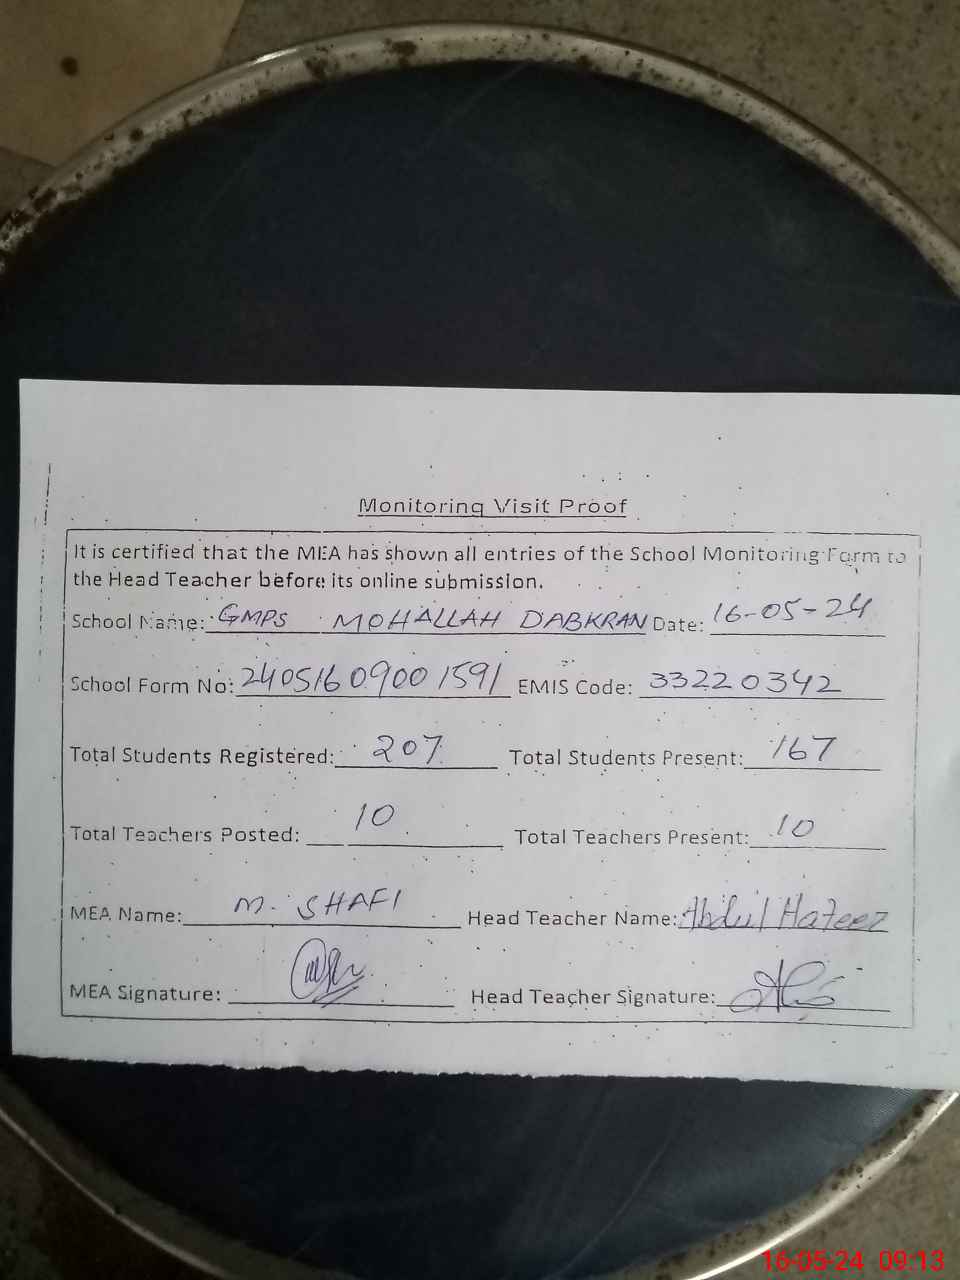 Monitoring Visit Proof
It is certified that the MEA has shown all entries of the School Monitoring Form to
the Head Teacher before its online submission.
School Name: GMPS MOHALLAH DABKRAN Date: 16-05-24
School Form No: 24051609001591 EMIS Code: 33220342
Total Students Registered: 207 Total Students Present: 167
Total Teachers Posted: 10 Total Teachers Present: 10
MEA Name: M. SHAFI Head Teacher Name: Abdul Hafeez
MEA Signature: Head Teacher Signature:
16-05-24 09:13